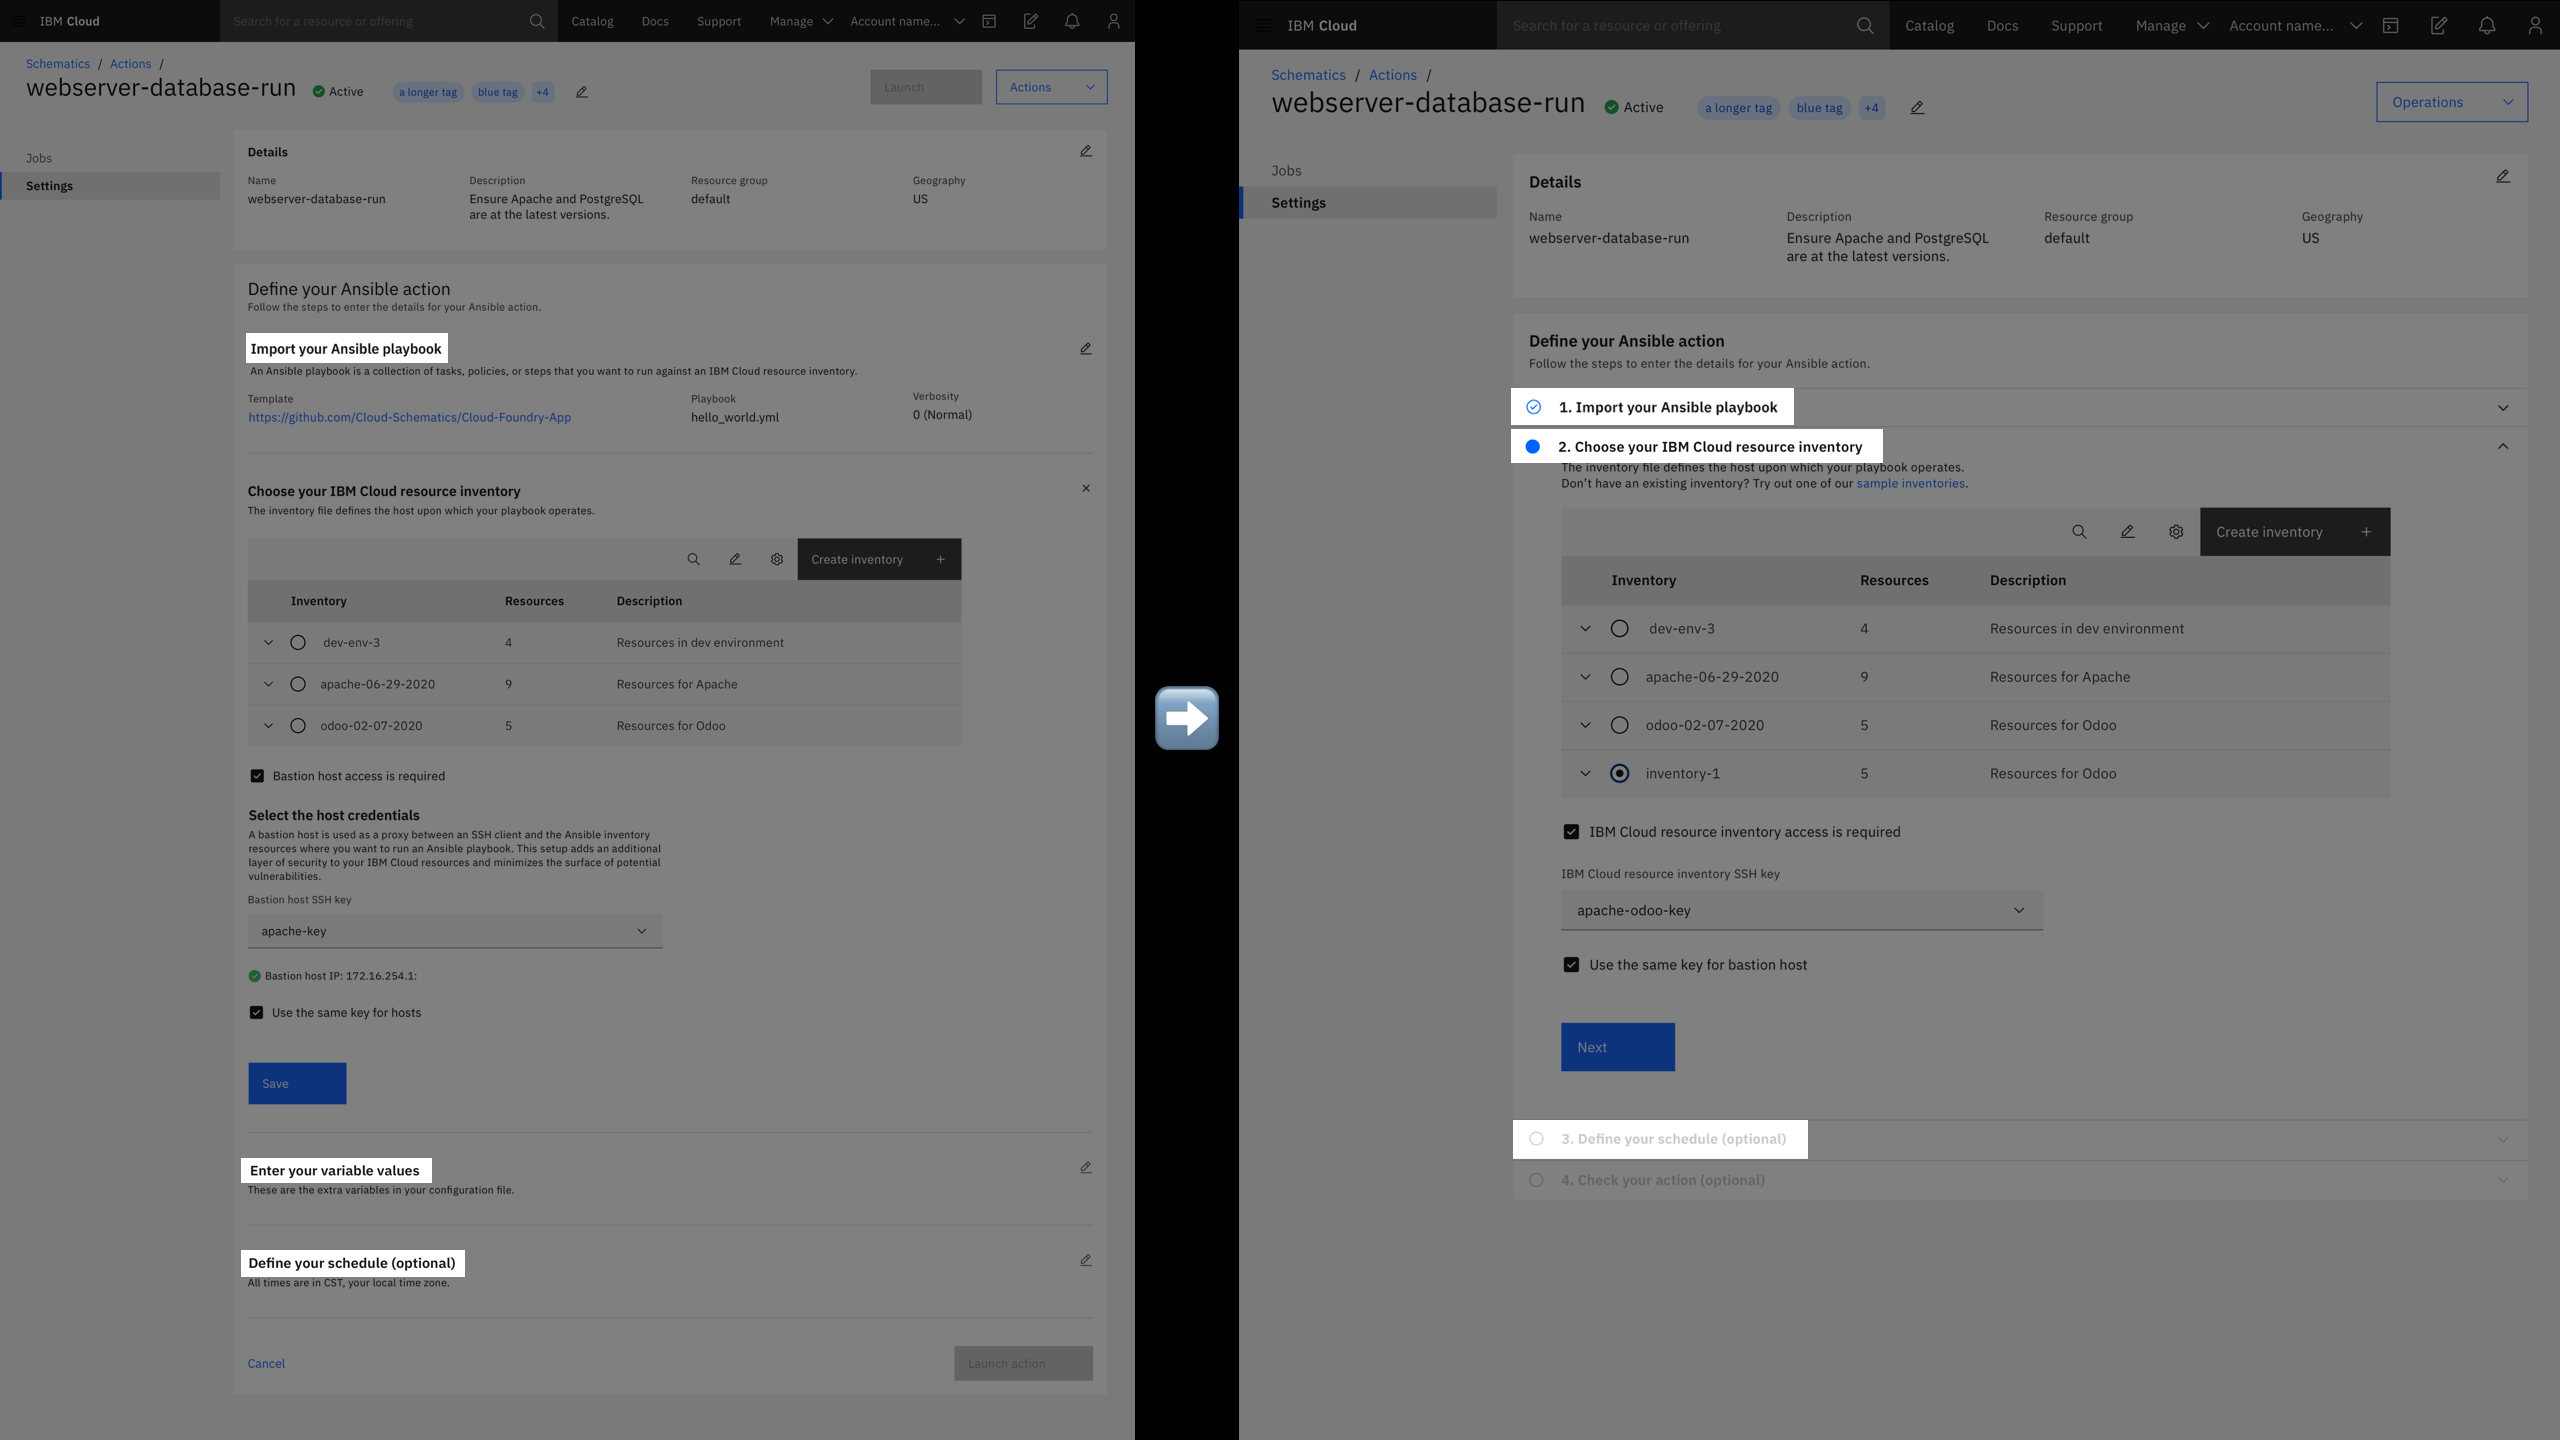 IBM Cloud
Search for a resource or offering
Catalog
Docs
Support
Manage
Account name...
Schematics / Actions /
webserver-database-run
Active
a longer tag
blue tag
+4
Launch
Actions
Jobs
Settings
Details
Name
Description
Resource group
Geography
webserver-database-run
Ensure Apache and PostgreSQL
are at the latest versions.
default
US
Define your Ansible action
Follow the steps to enter the details for your Ansible action.
Import your Ansible playbook
An Ansible playbook is a collection of tasks, policies, or steps that you want to run against an IBM Cloud resource inventory.
Template
Playbook
Verbosity
https://github.com/Cloud-Schematics/Cloud-Foundry-App
hello_world.yml
0 (Normal)
Choose your IBM Cloud resource inventory
The inventory file defines the host upon which your playbook operates.
Create inventory +
Inventory Resources Description
dev-env-3 4 Resources in dev environment
apache-06-29-2020 9 Resources for Apache
odoo-02-07-2020 5 Resources for Odoo
Bastion host access is required
Select the host credentials
A bastion host is used as a proxy between an SSH client and the Ansible inventory
resources where you want to run an Ansible playbook. This setup adds an additional
layer of security to your IBM Cloud resources and minimizes the surface of potential
vulnerabilities.
Bastion host SSH key
apache-key
Bastion host IP: 172.16.254.1:
Use the same key for hosts
Save
Enter your variable values
These are the extra variables in your configuration file.
Define your schedule (optional)
All times are in CST, your local time zone.
Cancel
Launch action
IBM Cloud
Search for a resource or offering
Catalog
Docs
Support
Manage
Account name...
Schematics / Actions /
webserver-database-run
Active
a longer tag
blue tag
+4
Operations
Jobs
Settings
Details
Name
Description
Resource group
Geography
webserver-database-run
Ensure Apache and PostgreSQL
are at the latest versions.
default
US
Define your Ansible action
Follow the steps to enter the details for your Ansible action.
1. Import your Ansible playbook
2. Choose your IBM Cloud resource inventory
The inventory file defines the host upon which your playbook operates.
Don't have an existing inventory? Try out one of our sample inventories.
Create inventory +
Inventory Resources Description
dev-env-3 4 Resources in dev environment
apache-06-29-2020 9 Resources for Apache
odoo-02-07-2020 5 Resources for Odoo
inventory-1 5 Resources for Odoo
IBM Cloud resource inventory access is required
IBM Cloud resource inventory SSH key
apache-odoo-key
Use the same key for bastion host
Next
3. Define your schedule (optional)
4. Check your action (optional)